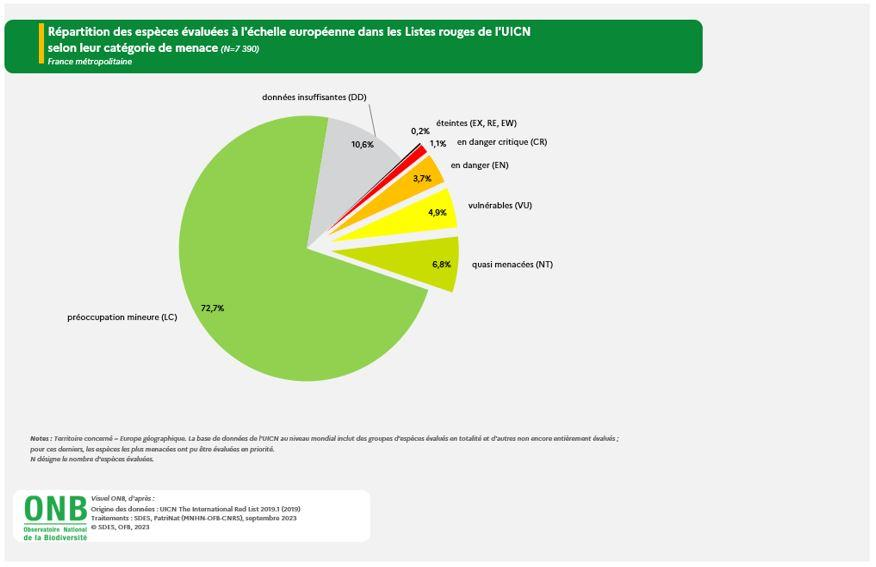 Répartition des espèces évaluées à l'échelle européenne dans les Listes rouges de l'UICN
selon leur catégorie de menace (N=7 390)
France métropolitaine
données insuffisantes (DD)
éteintes (EX, RE, EW)
0,2%
10,6%
1,1%
en danger critique (CR)
en danger (EN)
3,7%
vulnérables (VU)
4,9%
6,8%
quasi menacées (NT)
72,7%
préoccupation mineure (LC)
Notes : Territoire concerné = Europe géographique. La base de données de l'UICN au niveau mondial inclut des groupes d'espèces évalués en totalité et d'autres non encore entièrement évalués ;
pour ces derniers, les espèces les plus menacées ont pu être évaluées en priorité.
N désigne le nombre d'espèces évaluées.
ONB
Observatoire National
de la Biodiversité
Visuel ONB, d'après :
Origine des données : UICN The International Red List 2019.1 (2019)
Traitements : SDES, PatriNat (MNHN-OFB-CNRS), septembre 2023
© SDES, OFB, 2023